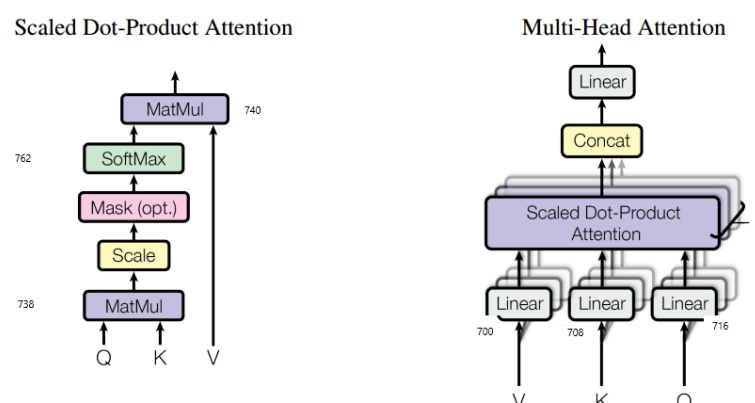 Scaled Dot-Product Attention
MatMul
740
SoftMax
762
Mask (opt.)
Scale
MatMul
738
Q
K
V
Multi-Head Attention
Linear
Concat
Scaled Dot-Product
Attention
Linear
Linear
Linear
700
708
716
V
K
Q